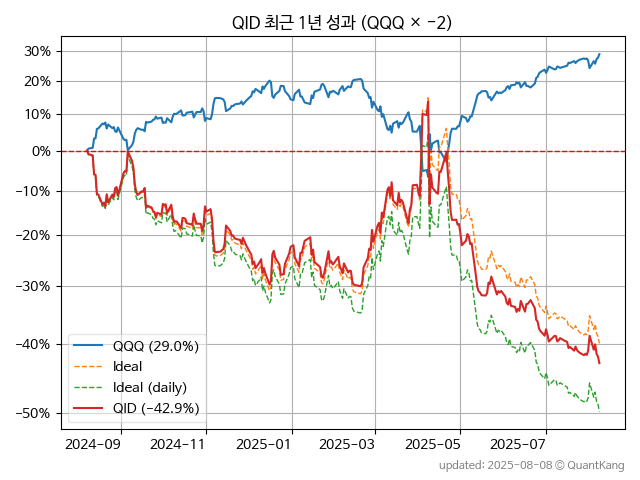 QID 최근 1년 성과 (QQQ × −2)
30%
20%
10%
0%
−10%
−20%
−30%
−40%
−50%
QQQ (29.0%)
Ideal
Ideal (daily)
QID (−42.9%)
2024-09 2024-11 2025-01 2025-03 2025-05 2025-07
updated: 2025-08-08 © QuantKang